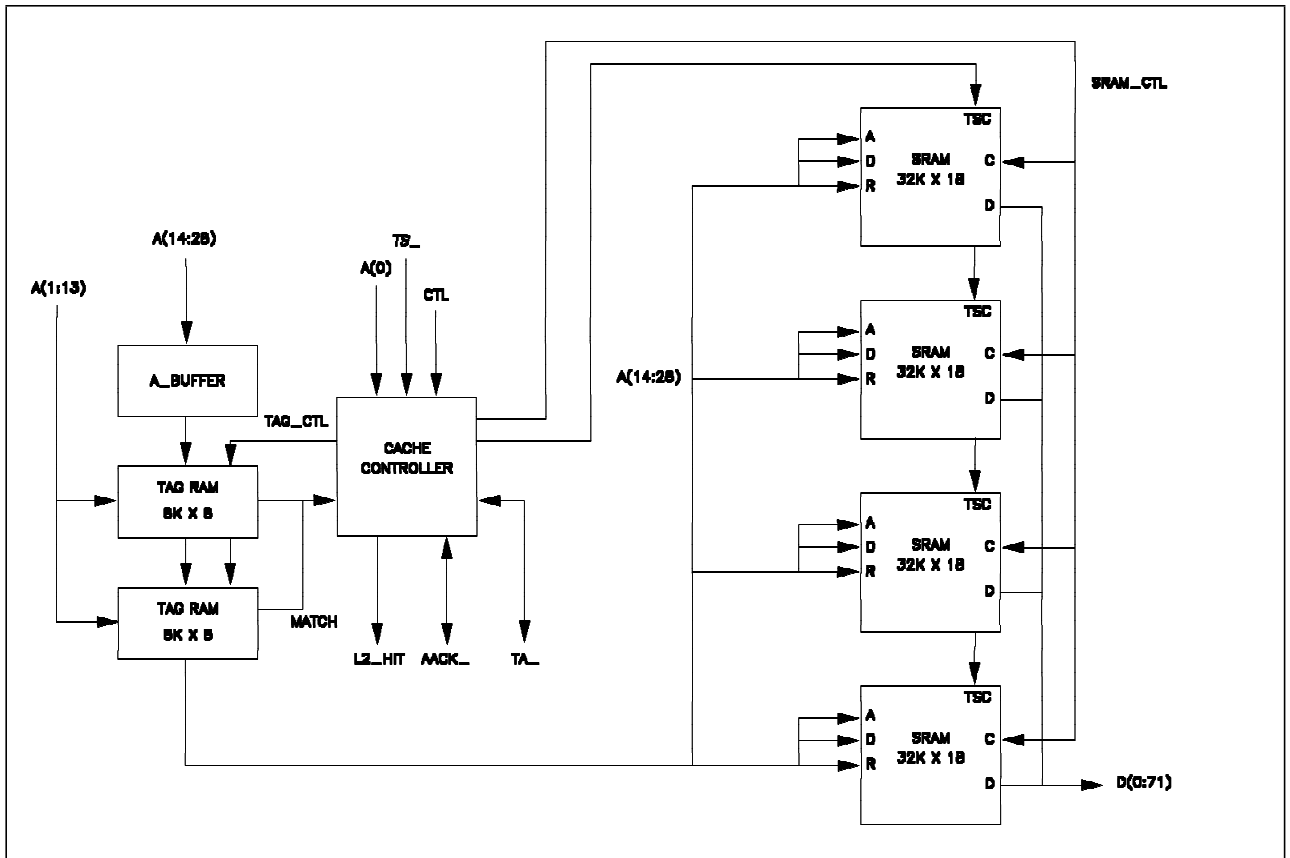 SRAM_CTL
TSC
A
D
R
SRAM
32K X 18
C
D
A(14:28)
TS_
A(0)
A(1:13)
CTL
TSC
A
D
R
SRAM
32K X 18
C
D
A_BUFFER
A(14:28)
TAG_CTL
CACHE
CONTROLLER
TAG RAM
8K X 8
TSC
A
D
R
SRAM
32K X 18
C
D
TAG RAM
8K X 8
MATCH
L2_HIT
AACK_
TA_
TSC
A
D
R
SRAM
32K X 18
C
D
D(0:71)